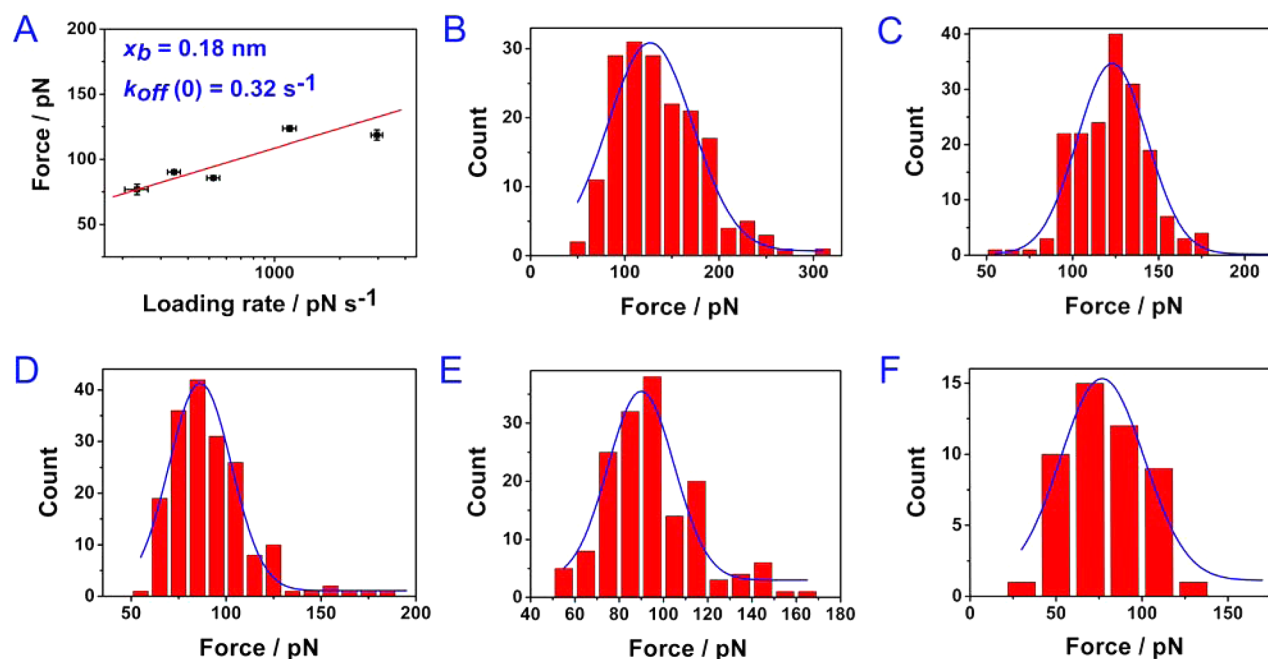 A
x_b = 0.18 nm
k_off (0) = 0.32 s⁻¹
200
150
100
50
Force / pN
1000
Loading rate / pN s⁻¹
B
30
20
10
0
Count
0
100
200
300
Force / pN
C
40
30
20
10
0
Count
50
100
150
200
Force / pN
D
40
30
20
10
0
Count
50
100
150
200
Force / pN
E
30
20
10
0
Count
40
60
80
100
120
140
160
180
Force / pN
F
15
10
5
0
Count
0
50
100
150
Force / pN